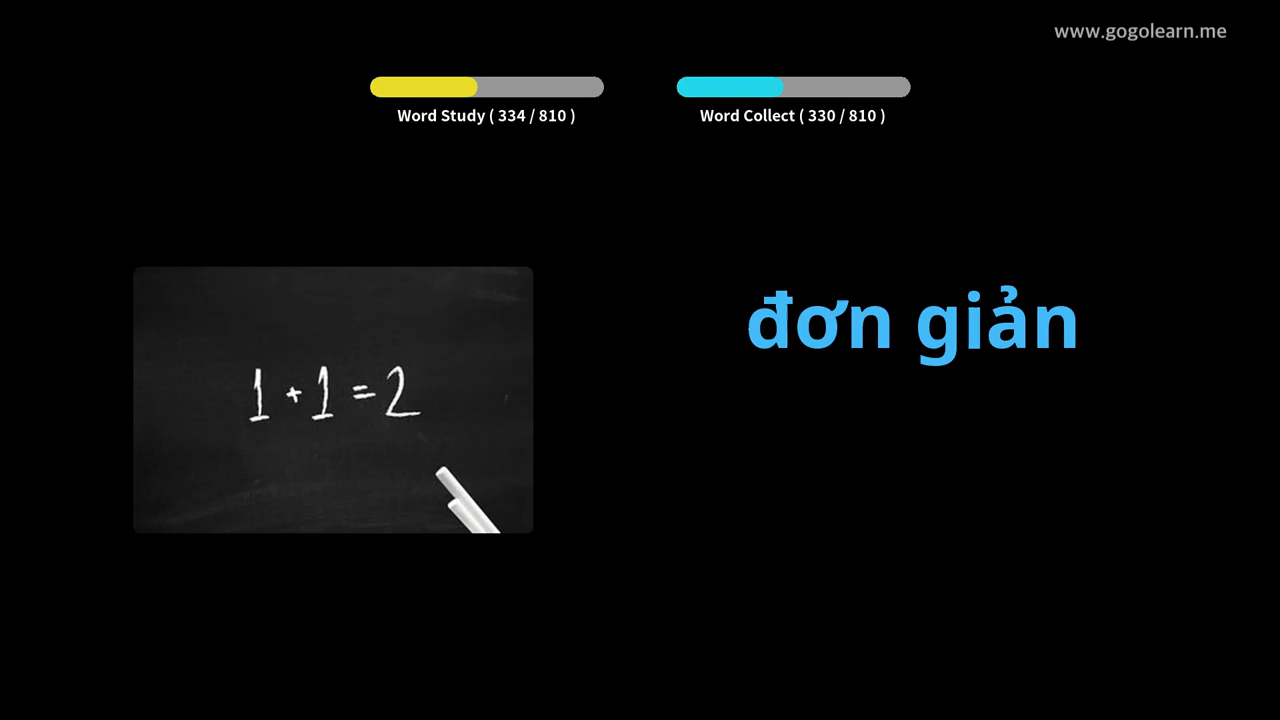 www.gogolearn.me
Word Study ( 334 / 810 )
Word Collect ( 330 / 810 )
đơn giản
1 + 1 = 2